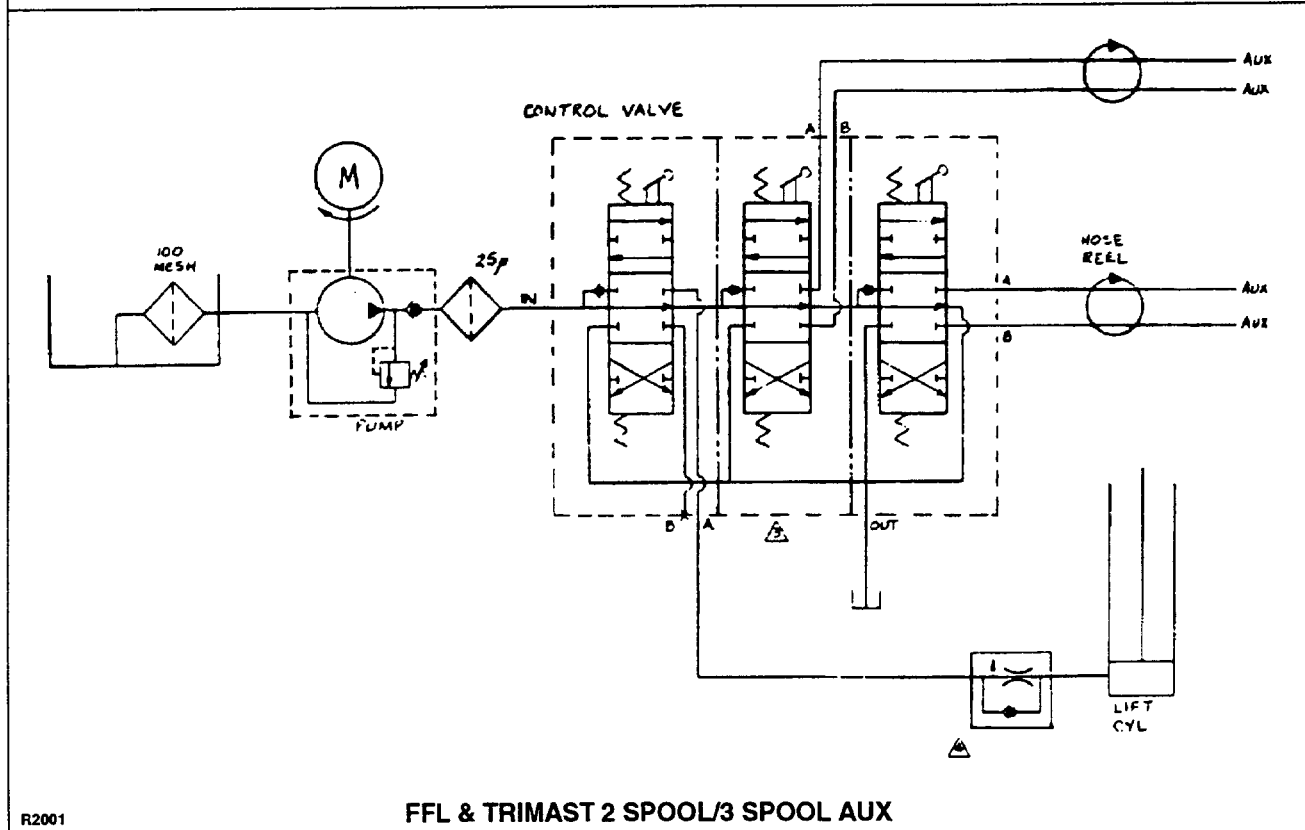 AUX
AUX
CONTROL VALVE
A B
M
100
MESH
25µ
IN
HOSE
REEL
A
AUX
B
AUX
PUMP
B A
3
OUT
LIFT
CYL
R2001
FFL & TRIMAST 2 SPOOL/3 SPOOL AUX